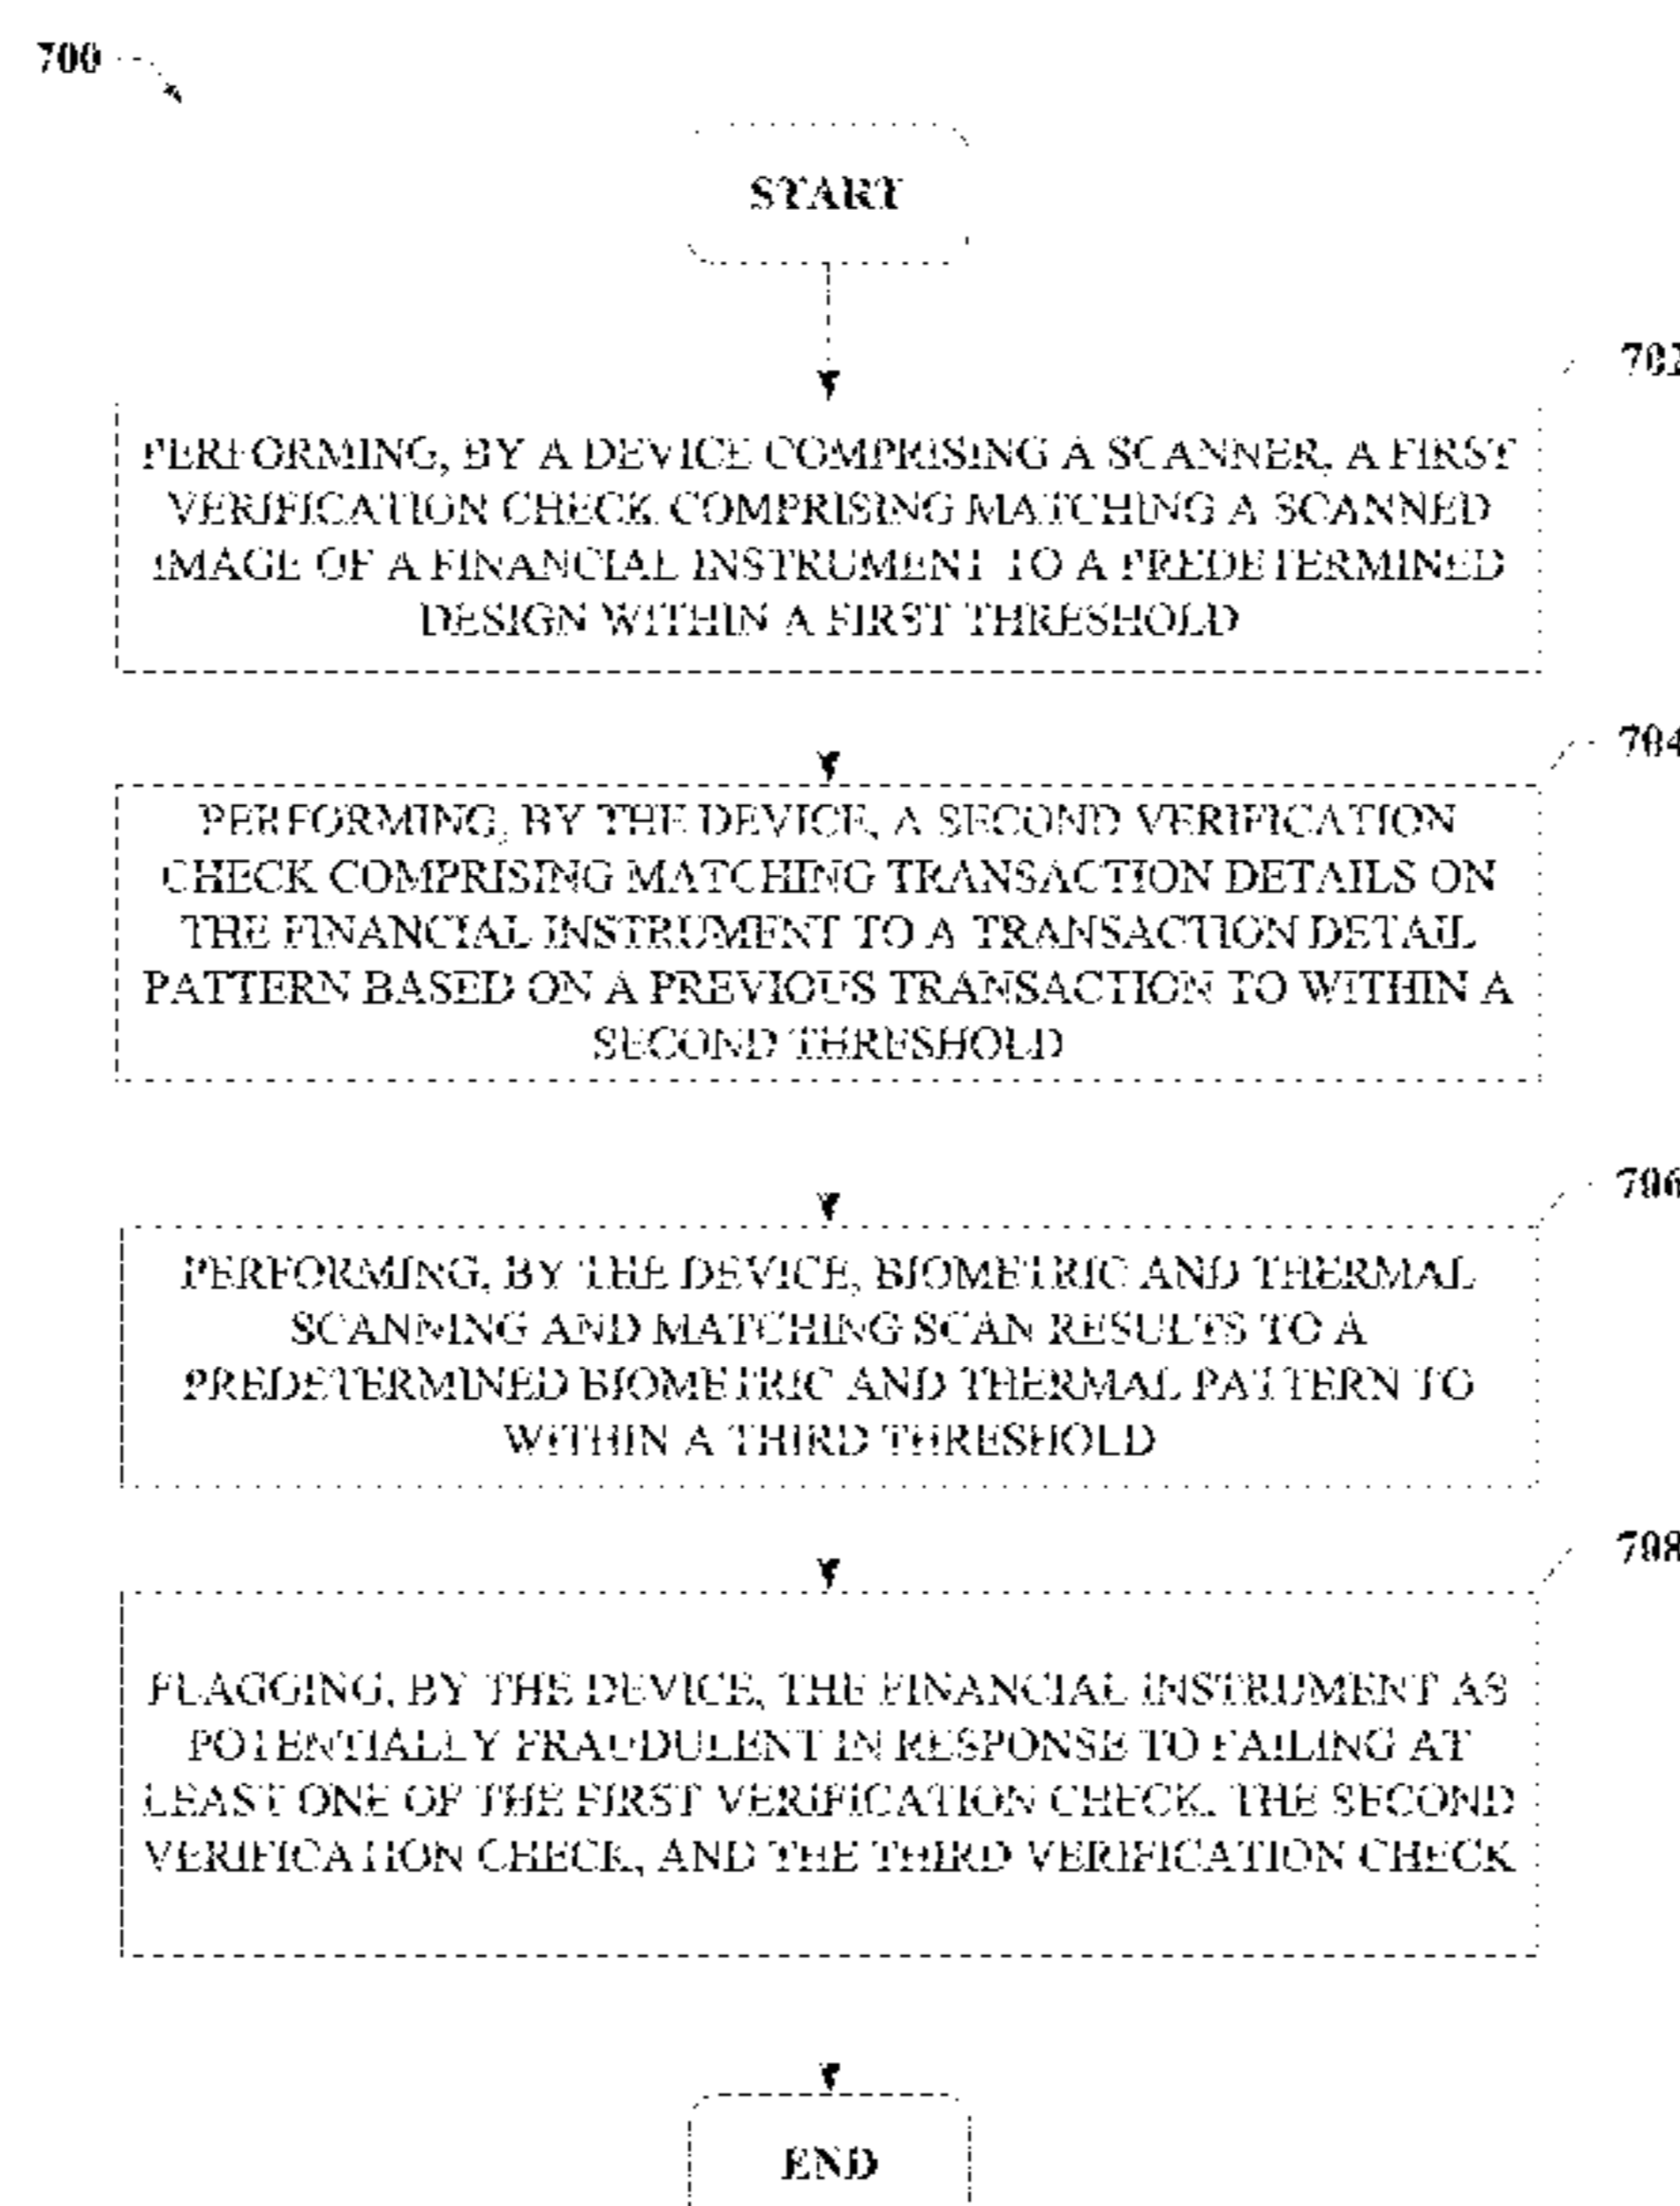 700
START
702
PERFORMING, BY A DEVICE COMPRISING A SCANNER, A FIRST
VERIFICATION CHECK COMPRISING MATCHING A SCANNED
IMAGE OF A FINANCIAL INSTRUMENT TO A PREDETERMINED
DESIGN WITHIN A FIRST THRESHOLD
704
PERFORMING, BY THE DEVICE, A SECOND VERIFICATION
CHECK COMPRISING MATCHING TRANSACTION DETAILS ON
THE FINANCIAL INSTRUMENT TO A TRANSACTION DETAIL
PATTERN BASED ON A PREVIOUS TRANSACTION TO WITHIN A
SECOND THRESHOLD
706
PERFORMING, BY THE DEVICE, BIOMETRIC AND THERMAL
SCANNING AND MATCHING SCAN RESULTS TO A
PREDETERMINED BIOMETRIC AND THERMAL PATTERN TO
WITHIN A THIRD THRESHOLD
708
FLAGGING, BY THE DEVICE, THE FINANCIAL INSTRUMENT AS
POTENTIALLY FRAUDULENT IN RESPONSE TO FAILING AT
LEAST ONE OF THE FIRST VERIFICATION CHECK, THE SECOND
VERIFICATION CHECK, AND THE THIRD VERIFICATION CHECK
END